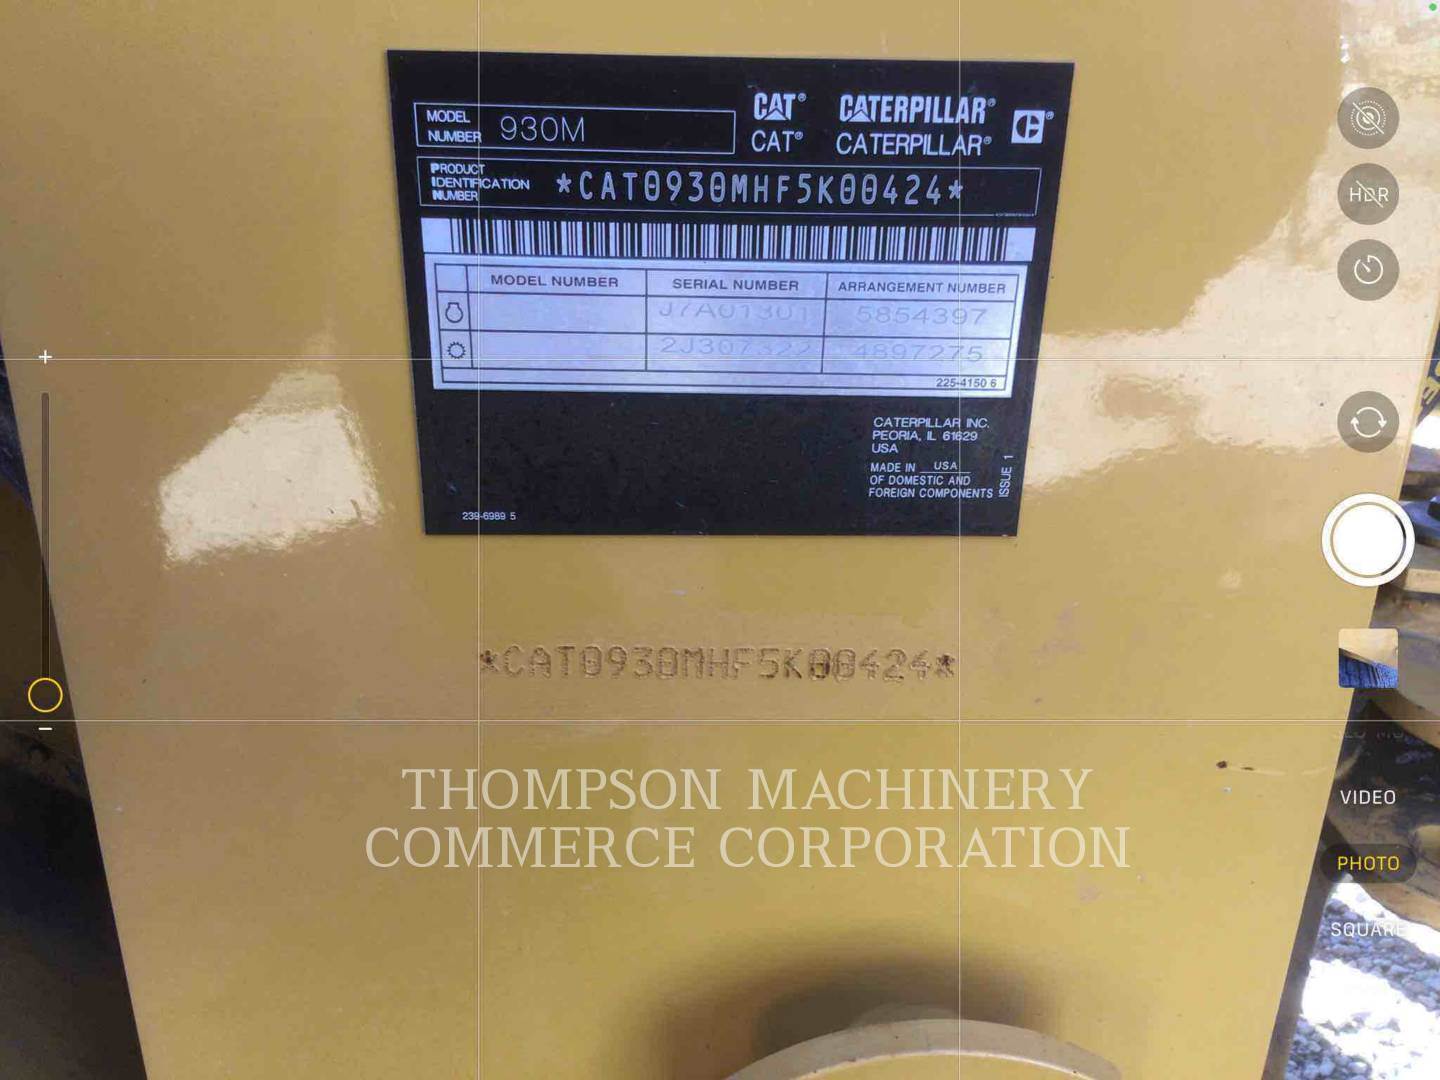 MODEL
NUMBER 930M
CAT® CATERPILLAR®
CAT® CATERPILLAR®
PRODUCT
IDENTIFICATION
NUMBER
*CAT0930MHF5K00424*
MODEL NUMBER SERIAL NUMBER ARRANGEMENT NUMBER
J7A01301 5854397
2J307322 4897275
225-4150 6
CATERPILLAR INC.
PEORIA, IL 61629
USA
MADE IN USA
OF DOMESTIC AND
FOREIGN COMPONENTS
ISSUE 1
239-6989 5
*CAT0930MHF5K00424*
THOMPSON MACHINERY
COMMERCE CORPORATION
HDR
VIDEO
PHOTO
SQUARE